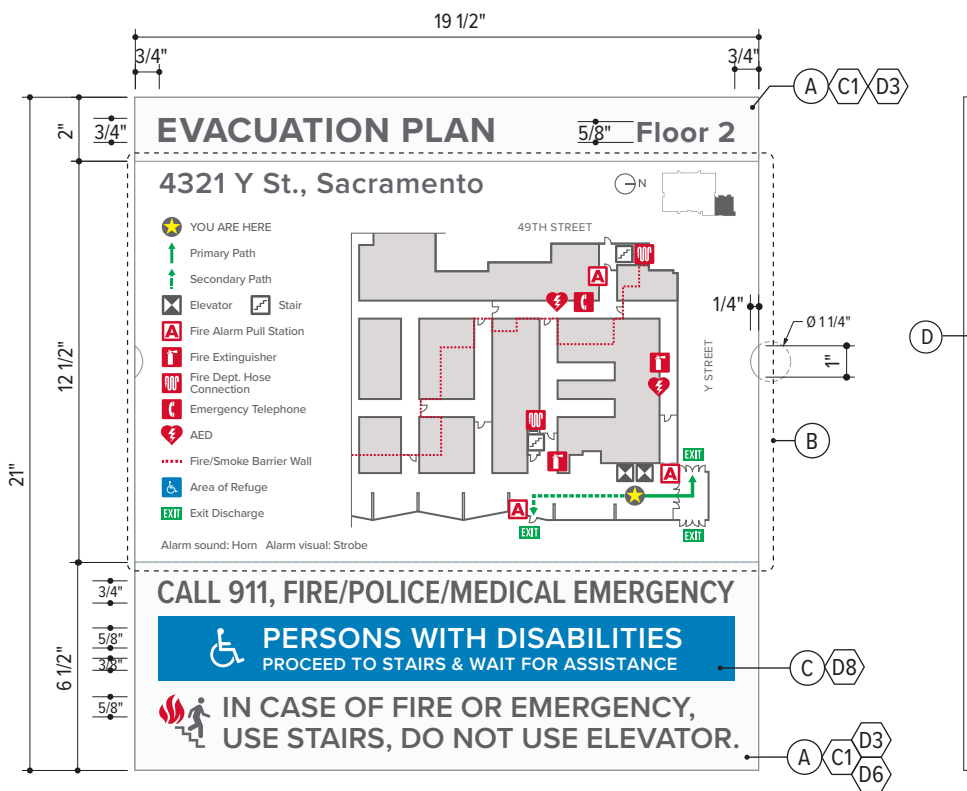 19 1/2"
3/4"
3/4"
A C1 D3
2"
3/4"
EVACUATION PLAN
5/8"
Floor 2
4321 Y St., Sacramento
N
YOU ARE HERE
Primary Path
Secondary Path
Elevator
Stair
Fire Alarm Pull Station
Fire Extinguisher
Fire Dept. Hose
Connection
Emergency Telephone
AED
Fire/Smoke Barrier Wall
Area of Refuge
EXIT Exit Discharge
A
Alarm sound: Horn Alarm visual: Strobe
49TH STREET
A
Y STREET
EXIT
A
A
EXIT
EXIT
1/4"
Ø 1 1/4"
1"
D
B
12 1/2"
21"
3/4"
CALL 911, FIRE/POLICE/MEDICAL EMERGENCY
5/8"
PERSONS WITH DISABILITIES
3/8"
PROCEED TO STAIRS & WAIT FOR ASSISTANCE
C D8
6 1/2"
5/8"
IN CASE OF FIRE OR EMERGENCY,
USE STAIRS, DO NOT USE ELEVATOR.
A C1 D3
D6